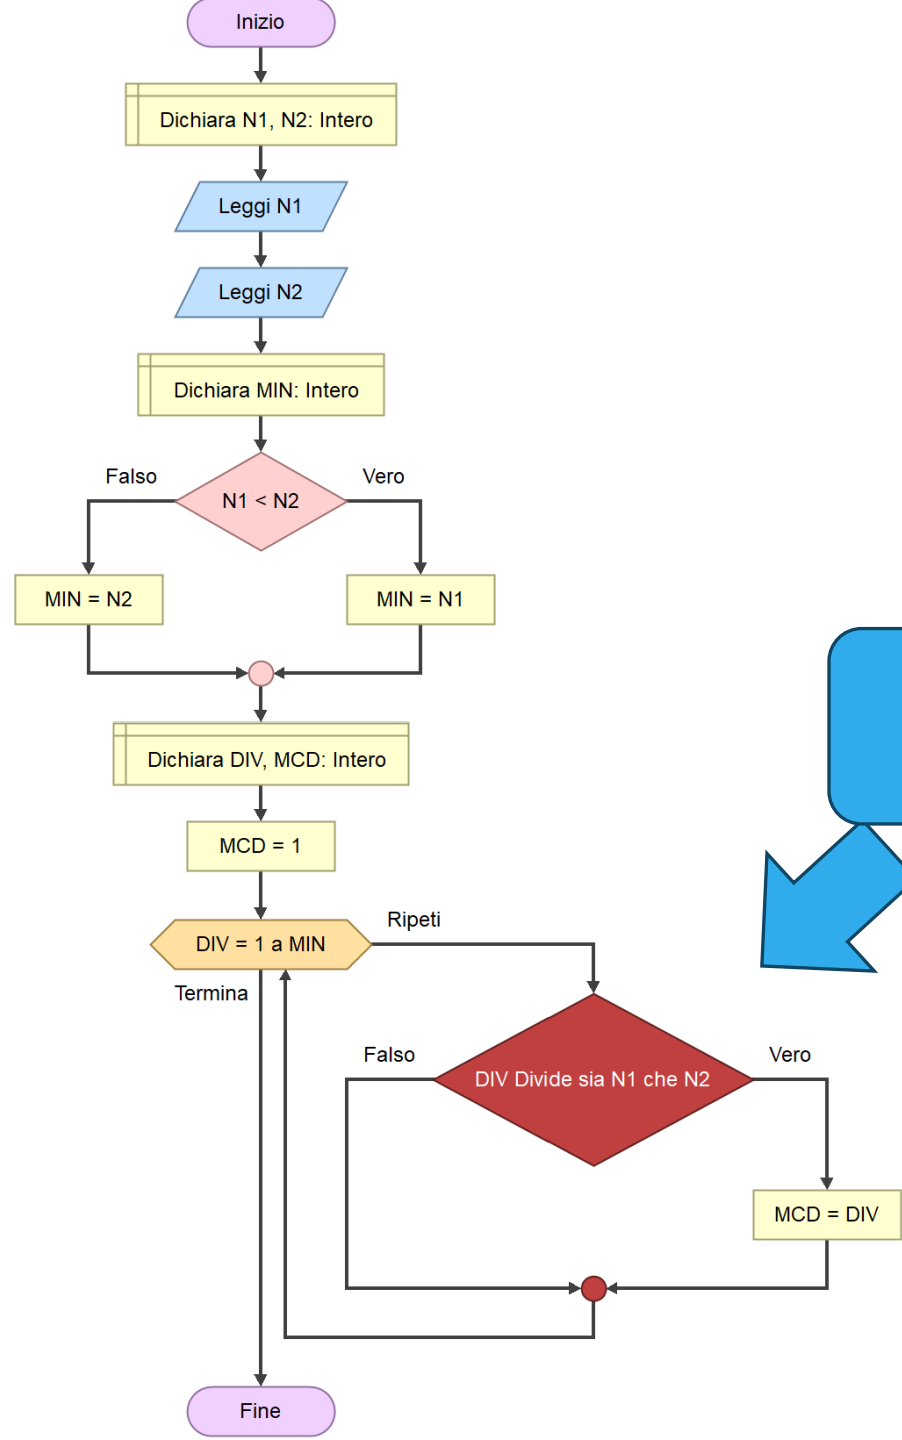 Inizio
Dichiara N1, N2: Intero
Leggi N1
Leggi N2
Dichiara MIN: Intero
Falso
Vero
N1 < N2
MIN = N2
MIN = N1
Dichiara DIV, MCD: Intero
MCD = 1
Ripeti
DIV = 1 a MIN
Termina
Falso
Vero
DIV Divide sia N1 che N2
MCD = DIV
Fine